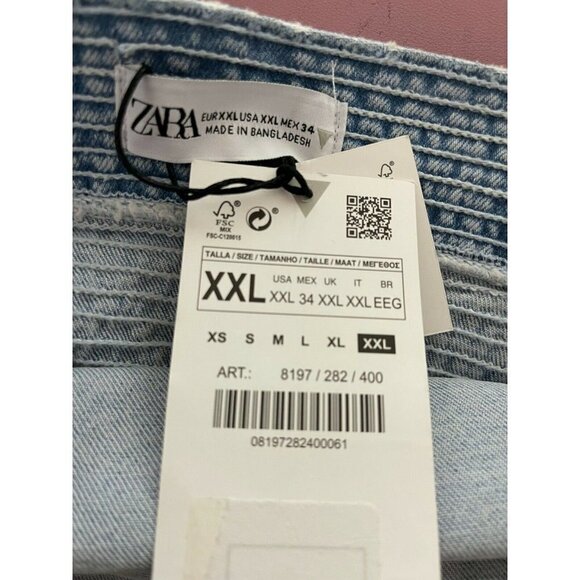 ZARA
EUR XXL USA XXL MEX 34
MADE IN BANGLADESH
FSC
MIX
FSC-C128615
TALLA / SIZE / TAMANHO / TAILLE / MAAT / ΜΕΓΕΘΟΣ
XXL
USA MEX UK IT BR
XXL 34 XXL XXL EEG
XS S M L XL XXL
ART.: 8197 / 282 / 400
08197282400061